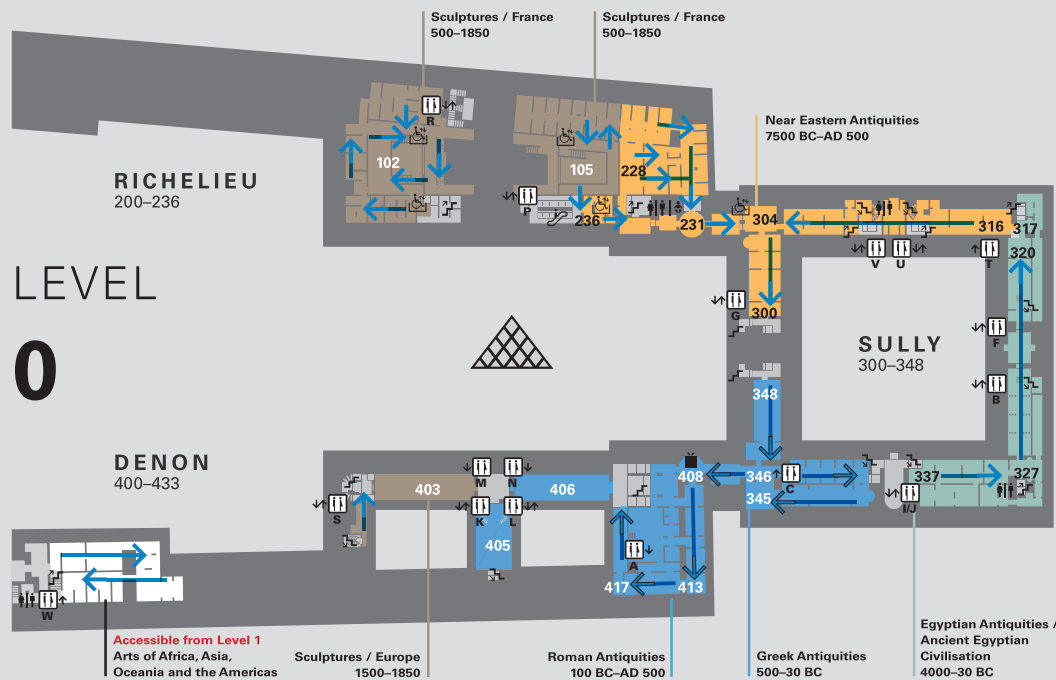 Sculptures / France
500–1850
Sculptures / France
500–1850
Near Eastern Antiquities
7500 BC–AD 500
R
102
105
228
P
236
231
304
316
317
RICHELIEU
200–236
V
U
T
320
G
300
F
B
LEVEL
0
SULLY
300–348
348
DENON
400–433
M
N
403
406
408
346
C
345
337
327
I/J
S
K
L
405
A
417
413
W
Accessible from Level 1
Arts of Africa, Asia,
Oceania and the Americas
Sculptures / Europe
1500–1850
Roman Antiquities
100 BC–AD 500
Greek Antiquities
500–30 BC
Egyptian Antiquities /
Ancient Egyptian
Civilisation
4000–30 BC